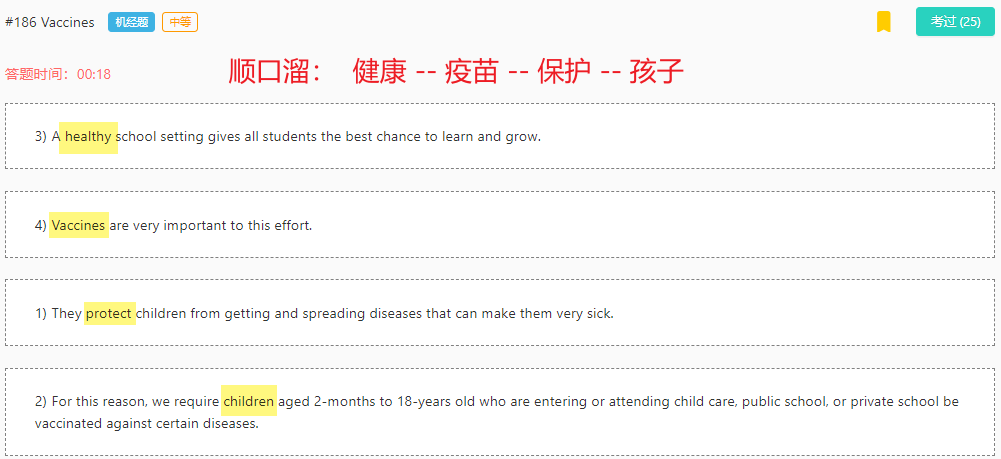 #186 Vaccines 机经题 中等 考过 (25)
答题时间：00:18 顺口溜： 健康 -- 疫苗 -- 保护 -- 孩子
3) A healthy school setting gives all students the best chance to learn and grow.
4) Vaccines are very important to this effort.
1) They protect children from getting and spreading diseases that can make them very sick.
2) For this reason, we require children aged 2-months to 18-years old who are entering or attending child care, public school, or private school be
vaccinated against certain diseases.